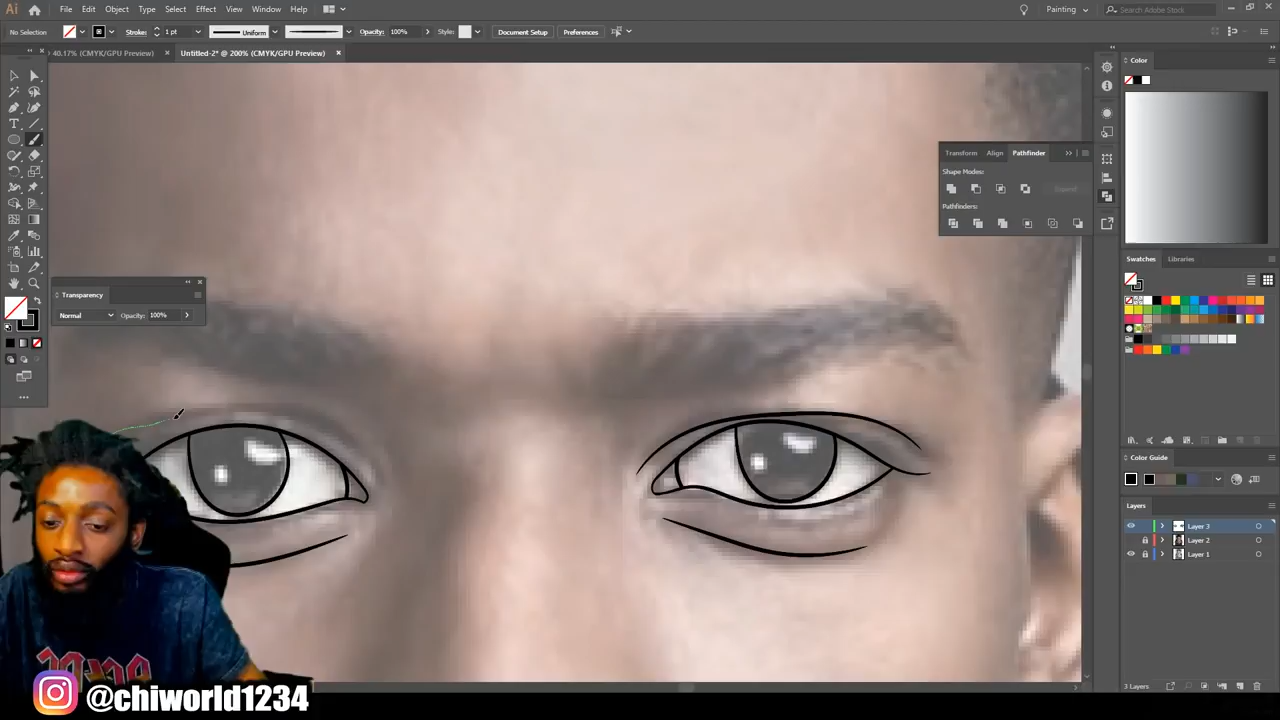 Ai File Edit Object Type Select Effect View Window Help Painting Search Adobe Stock
No Selection Stroke: 1 pt Uniform Opacity: 100% Style: Document Setup Preferences
40.17% (CMYK/GPU Preview) × Untitled-2* @ 200% (CMYK/GPU Preview) ×
Color
Transform Align Pathfinder
Shape Modes:
Expand
Pathfinders:
Swatches Libraries
Transparency
Normal Opacity: 100%
Color Guide
Layers
Layer 3
Layer 2
Layer 1
3 Layers
@chiworld1234